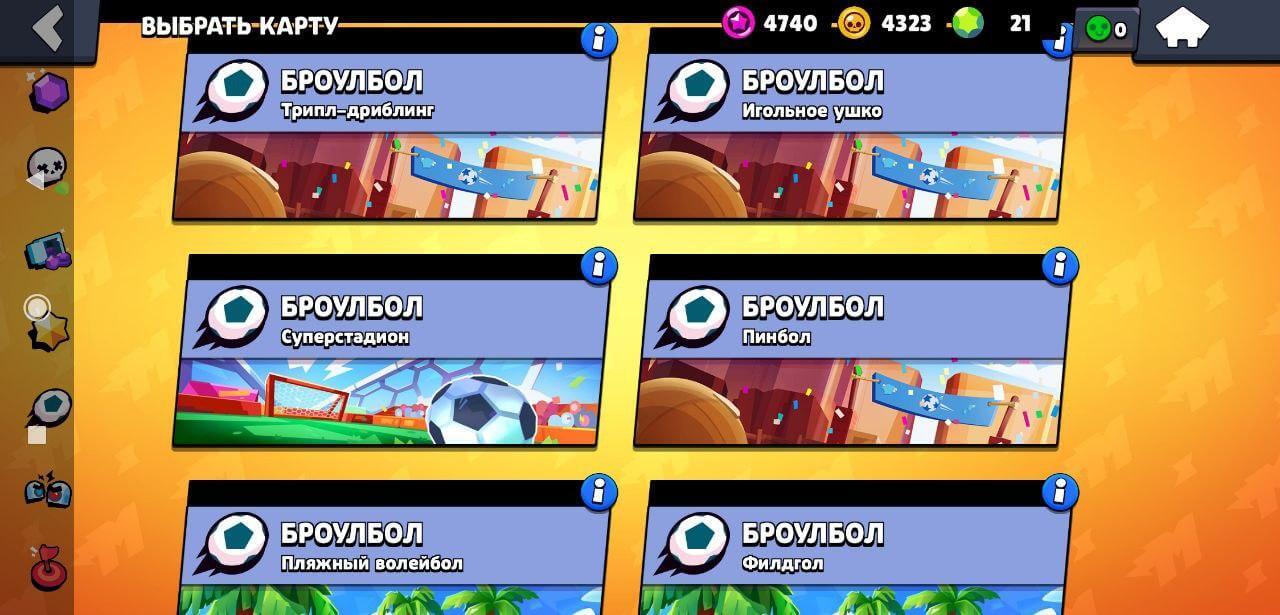 ВЫБРАТЬ КАРТУ
4740
4323
21
0
БРОУЛБОЛ
Трипл-дриблинг
БРОУЛБОЛ
Игольное ушко
БРОУЛБОЛ
Суперстадион
БРОУЛБОЛ
Пинбол
БРОУЛБОЛ
Пляжный волейбол
БРОУЛБОЛ
Филдгол